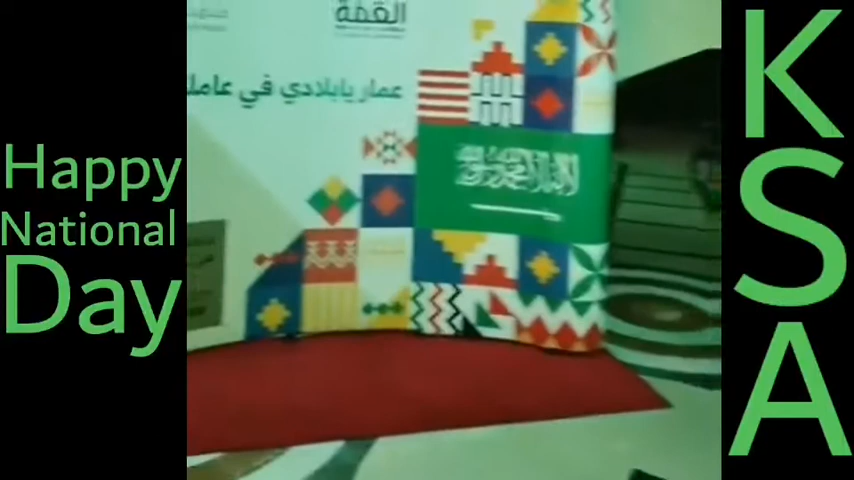 Happy
National
Day
القمة
عمار يابلادي في
لا إله إلا الله محمد رسول الله
K
S
A